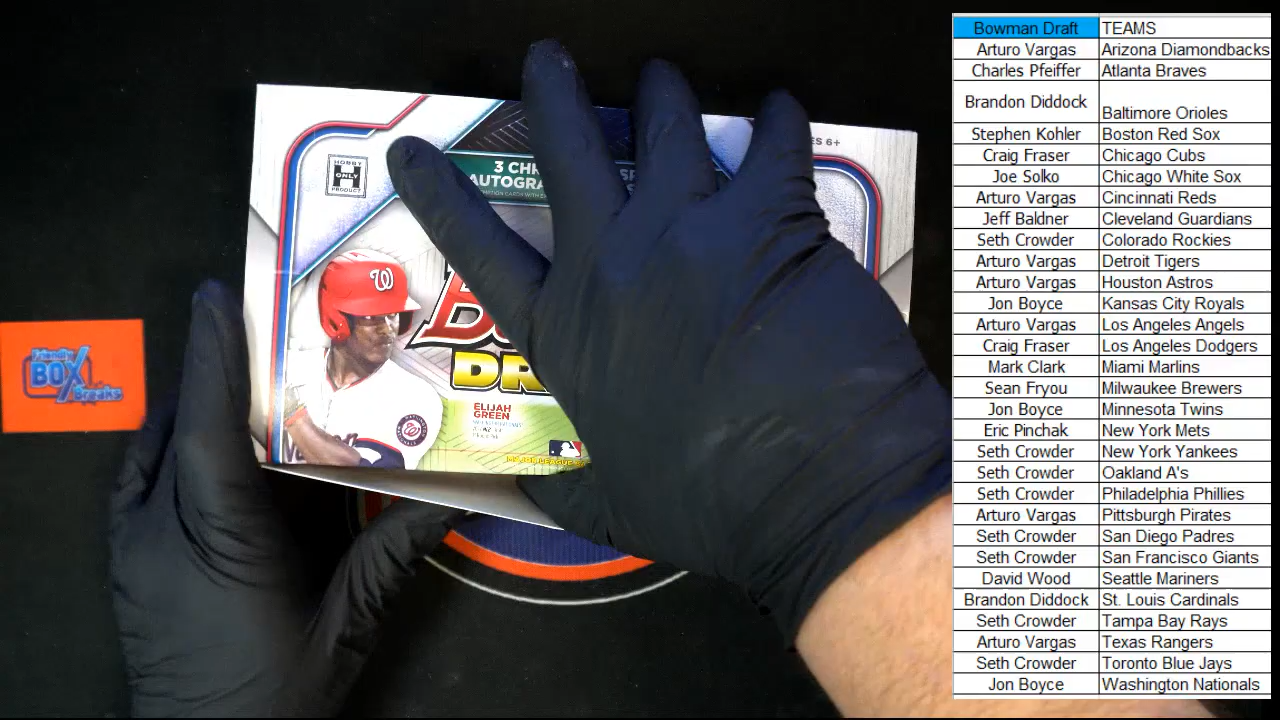 HOBBY
H
ONLY
PRODUCT
3 CHR
AUTOGRA
ES 6+
W
DR
ELIJAH
GREEN
MAJOR LEAGUE
Friendly
BOX
Breaks
Bowman Draft TEAMS
Arturo Vargas Arizona Diamondbacks
Charles Pfeiffer Atlanta Braves
Brandon Diddock Baltimore Orioles
Stephen Kohler Boston Red Sox
Craig Fraser Chicago Cubs
Joe Solko Chicago White Sox
Arturo Vargas Cincinnati Reds
Jeff Baldner Cleveland Guardians
Seth Crowder Colorado Rockies
Arturo Vargas Detroit Tigers
Arturo Vargas Houston Astros
Jon Boyce Kansas City Royals
Arturo Vargas Los Angeles Angels
Craig Fraser Los Angeles Dodgers
Mark Clark Miami Marlins
Sean Fryou Milwaukee Brewers
Jon Boyce Minnesota Twins
Eric Pinchak New York Mets
Seth Crowder New York Yankees
Seth Crowder Oakland A's
Seth Crowder Philadelphia Phillies
Arturo Vargas Pittsburgh Pirates
Seth Crowder San Diego Padres
Seth Crowder San Francisco Giants
David Wood Seattle Mariners
Brandon Diddock St. Louis Cardinals
Seth Crowder Tampa Bay Rays
Arturo Vargas Texas Rangers
Seth Crowder Toronto Blue Jays
Jon Boyce Washington Nationals